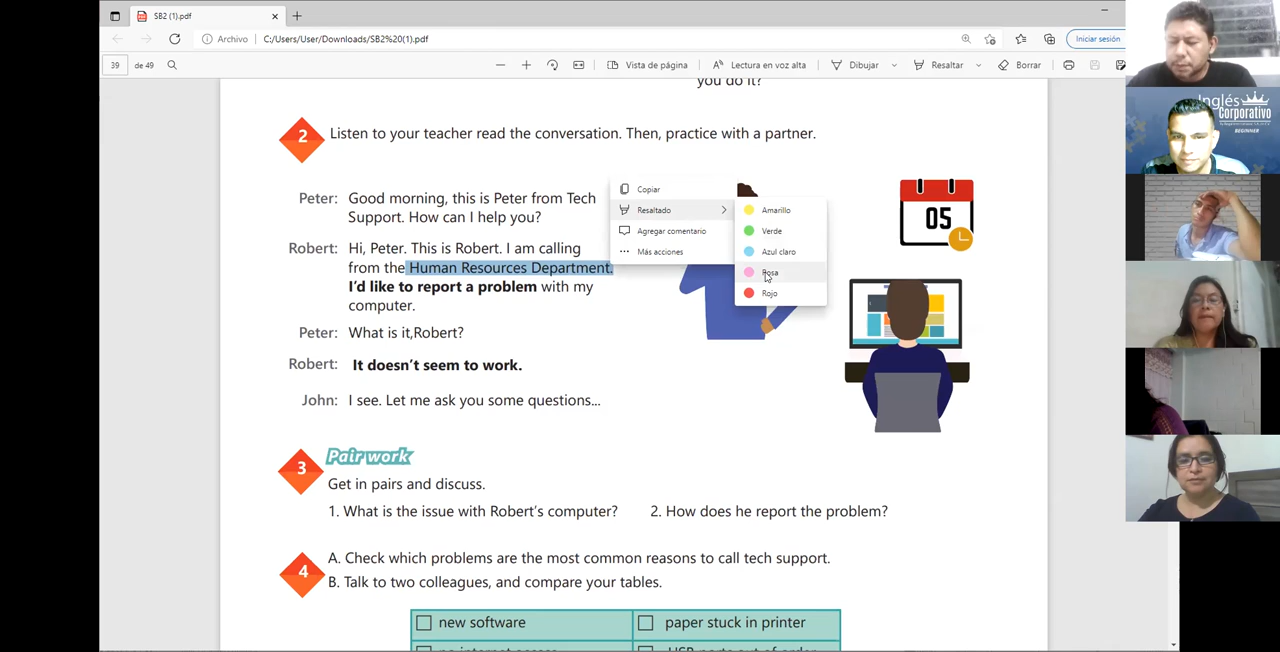 SB2 (1).pdf
Archivo
C:/Users/User/Downloads/SB2%20(1).pdf
Iniciar sesión
39
de 49
Vista de página
Lectura en voz alta
Dibujar
Resaltar
Borrar
you do it?
2
Listen to your teacher read the conversation. Then, practice with a partner.
Peter: Good morning, this is Peter from Tech
Support. How can I help you?
Robert: Hi, Peter. This is Robert. I am calling
from the Human Resources Department.
I'd like to report a problem with my
computer.
Peter: What is it,Robert?
Robert: It doesn't seem to work.
John: I see. Let me ask you some questions...
Copiar
Resaltado
Agregar comentario
Más acciones
Amarillo
Verde
Azul claro
Rosa
Rojo
05
3
Pair work
Get in pairs and discuss.
1. What is the issue with Robert's computer?
2. How does he report the problem?
4
A. Check which problems are the most common reasons to call tech support.
B. Talk to two colleagues, and compare your tables.
new software
paper stuck in printer
no internet access
USB ports out of order
Inglés
Corporativo
BEGINNER